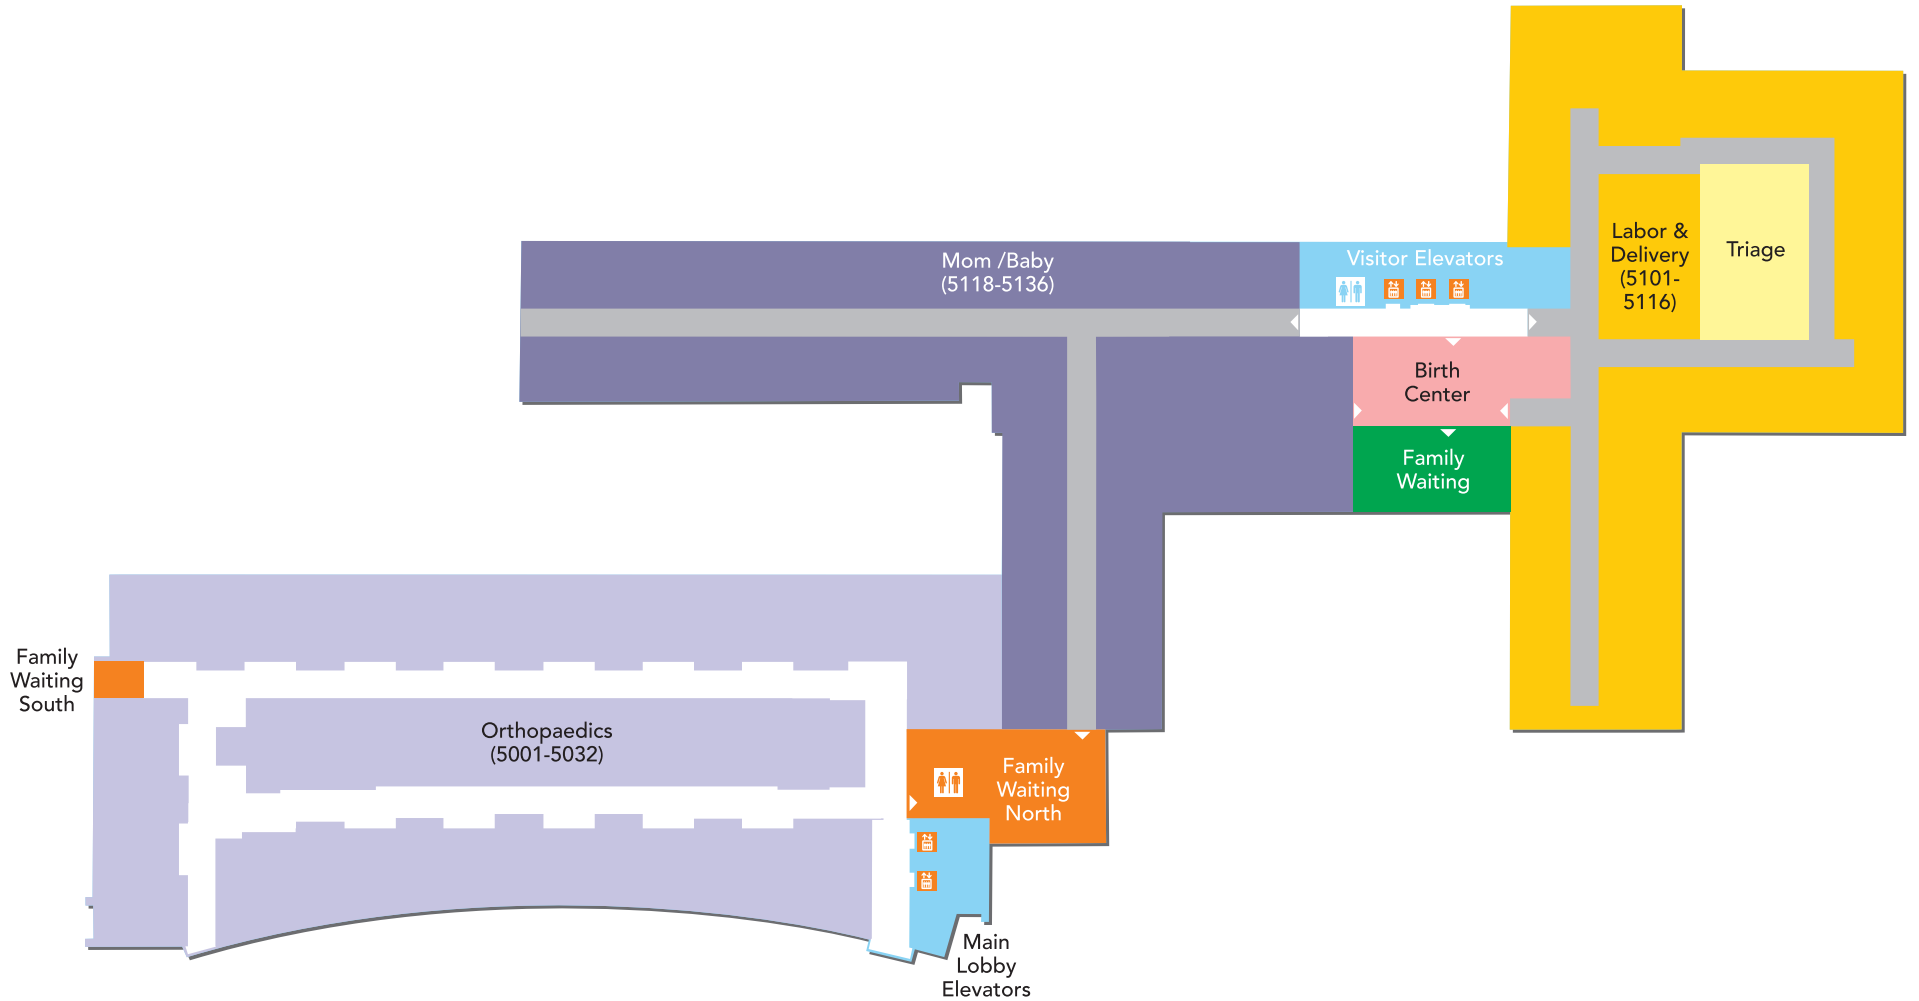 Mom /Baby
(5118-5136)
Visitor Elevators
Labor &
Delivery
(5101-
5116)
Triage
Birth
Center
Family
Waiting
Family
Waiting
South
Orthopaedics
(5001-5032)
Family
Waiting
North
Main
Lobby
Elevators